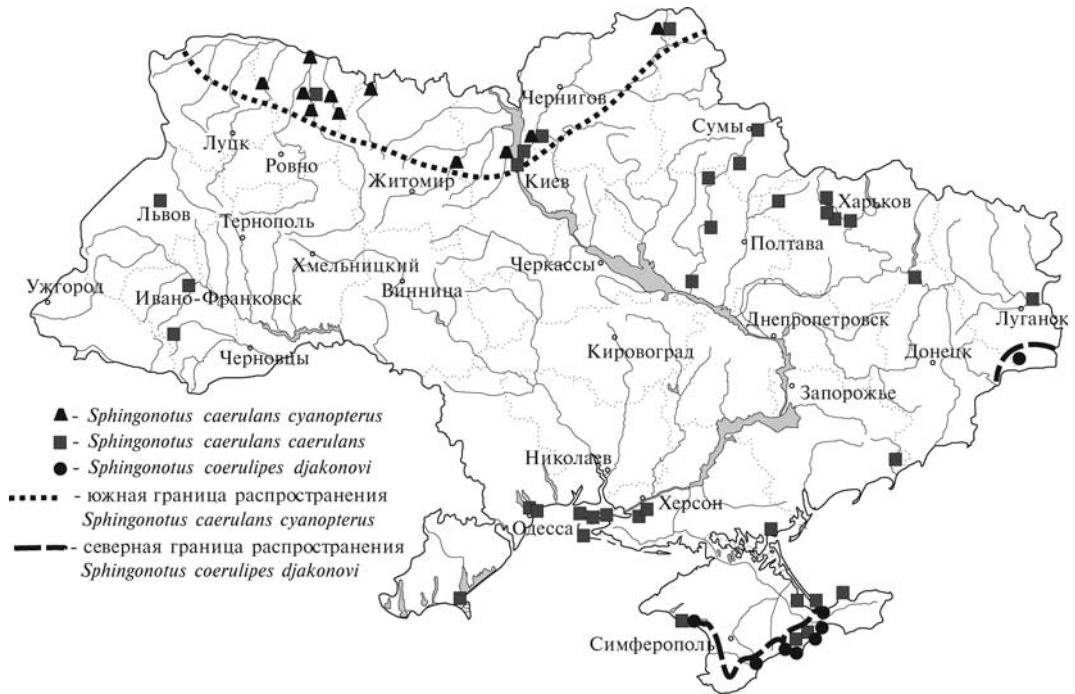 Чернигов
Сумы
Луцк
Ровно
Киев
Житомир
Харьков
Львов
Тернополь
Полтава
Хмельницкий
Черкассы
Ужгород
Винница
Ивано-Франковск
Луганск
Днепропетровск
Черновцы
Кировоград
Донецк
Запорожье
- Sphingonotus caerulans cyanopterus
- Sphingonotus caerulans caerulans
Николаев
- Sphingonotus coerulipes djakonovi
- южная граница распространения
Херсон
Sphingonotus caerulans cyanopterus
Одесса
- северная граница распространения
Sphingonotus coerulipes djakonovi
Симферополь